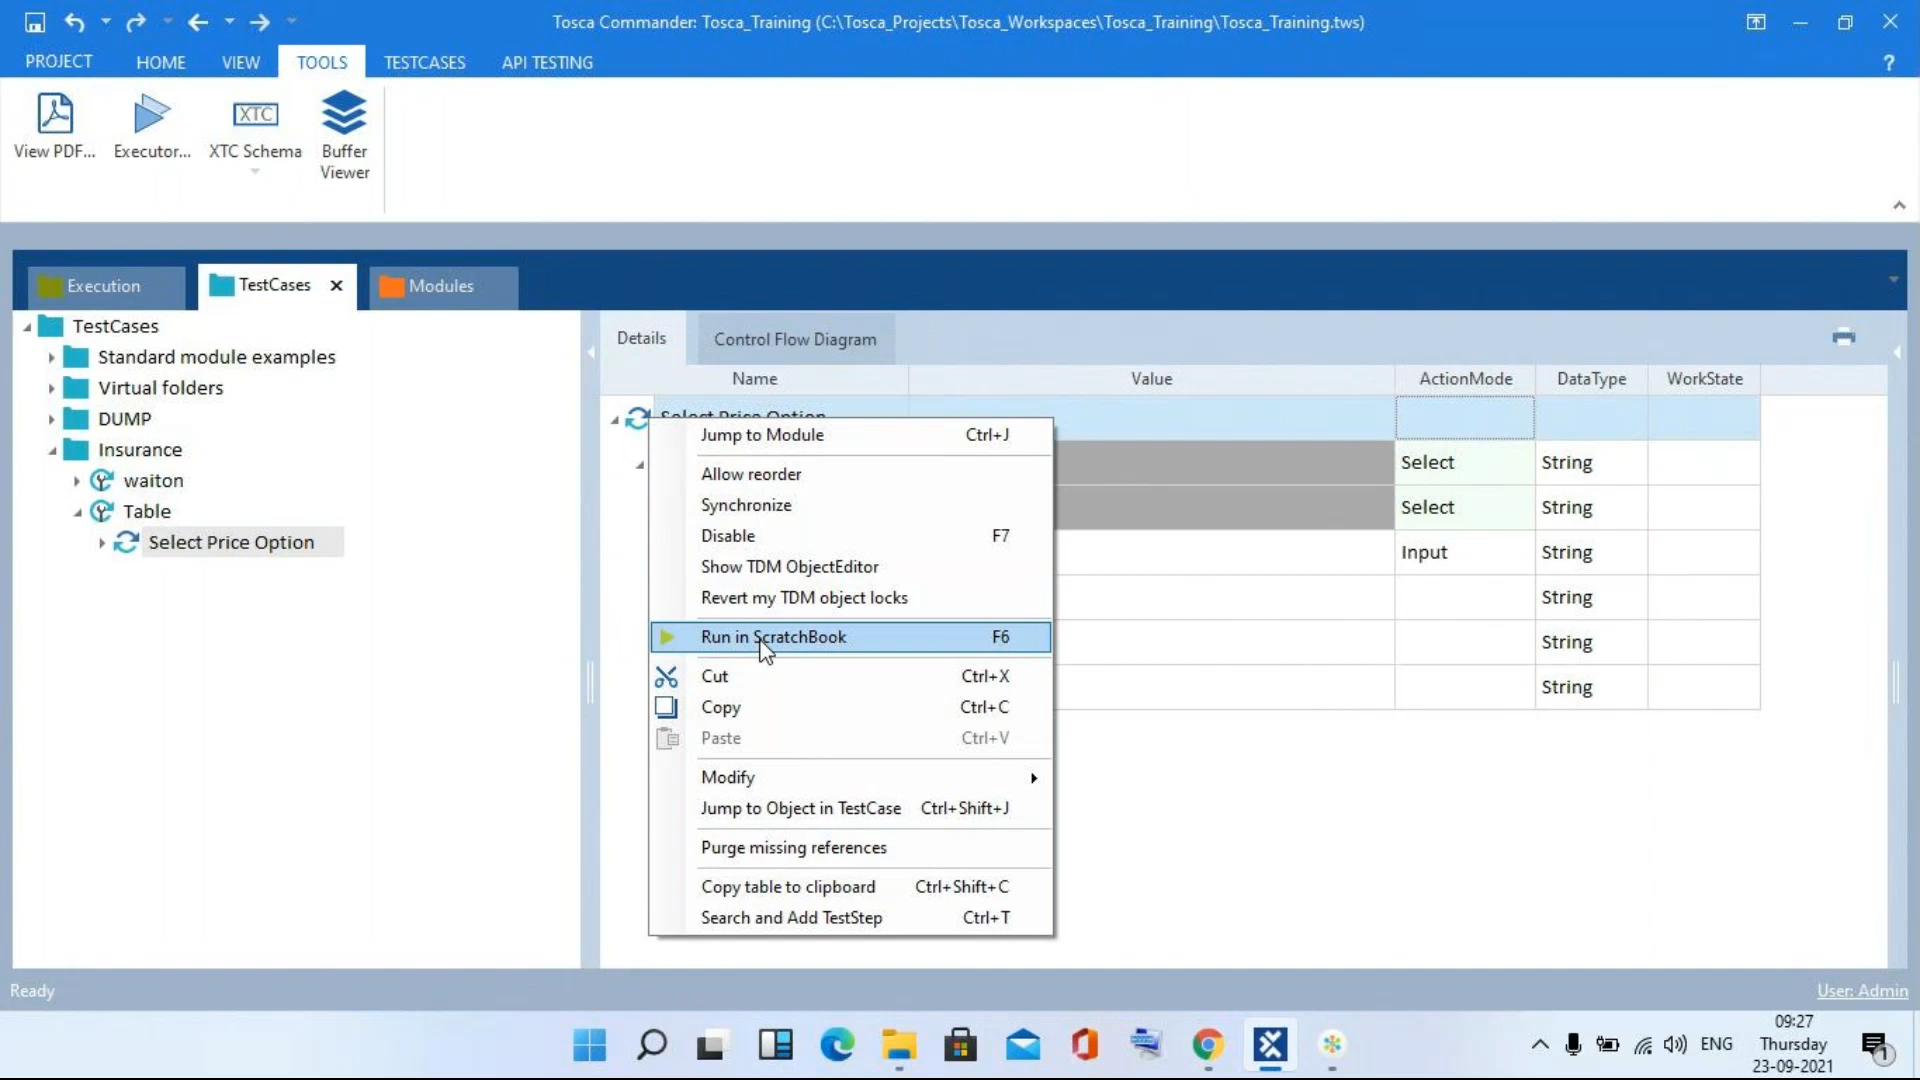 Tosca Commander: Tosca_Training (C:\Tosca_Projects\Tosca_Workspaces\Tosca_Training\Tosca_Training.tws)
PROJECT HOME VIEW TOOLS TESTCASES API TESTING ?
XTC
View PDF... Executor... XTC Schema Buffer Viewer
Execution TestCases Modules
TestCases
Standard module examples
Virtual folders
DUMP
Insurance
waiton
Table
Select Price Option
Details Control Flow Diagram
Name Value ActionMode DataType WorkState
Select Price Option
Select String
Select String
Input String
String
String
String
Jump to Module Ctrl+J
Allow reorder
Synchronize
Disable F7
Show TDM ObjectEditor
Revert my TDM object locks
Run in ScratchBook F6
Cut Ctrl+X
Copy Ctrl+C
Paste Ctrl+V
Modify
Jump to Object in TestCase Ctrl+Shift+J
Purge missing references
Copy table to clipboard Ctrl+Shift+C
Search and Add TestStep Ctrl+T
Ready User: Admin
ENG
09:27
Thursday
23-09-2021
1